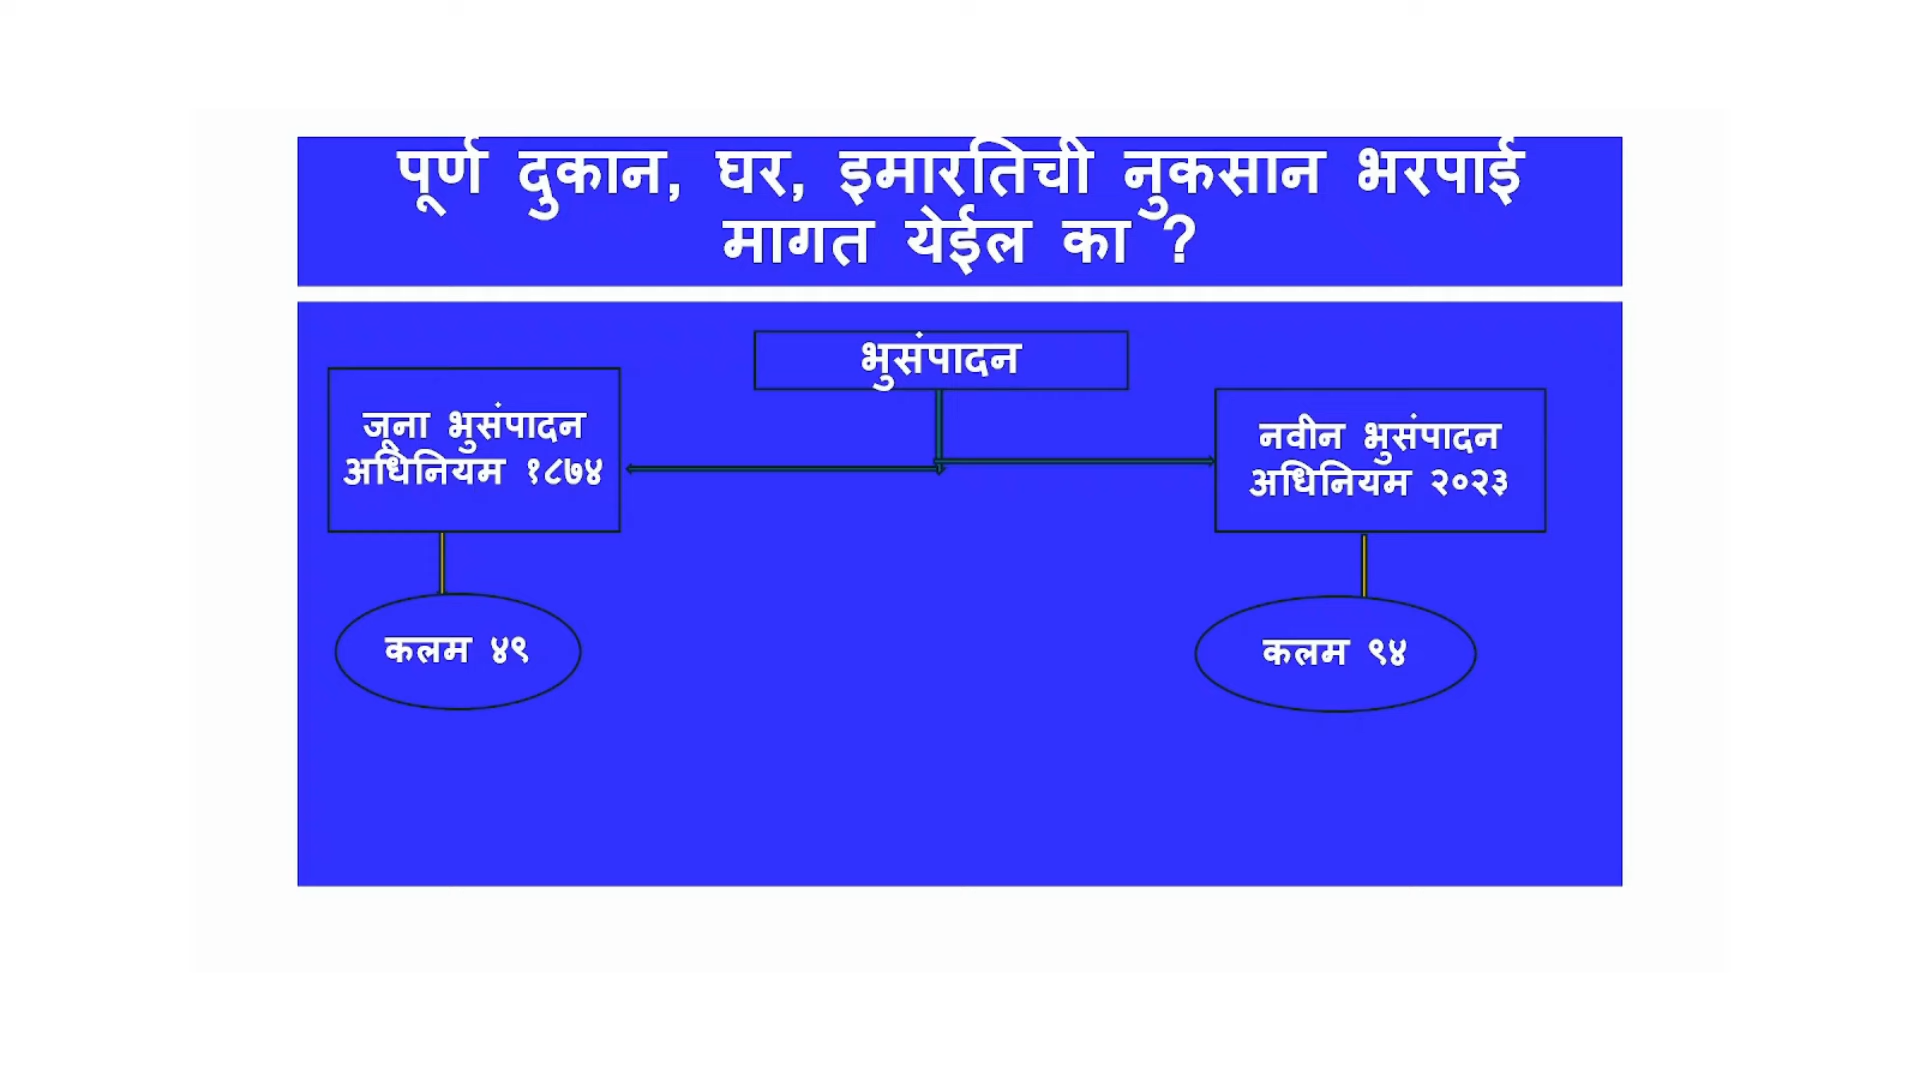 पूर्ण दुकान, घर, इमारतिची नुकसान भरपाई
मागत येईल का ?
भुसंपादन
जूना भुसंपादन
अधिनियम १८७४
नवीन भुसंपादन
अधिनियम २०२३
कलम ४९
कलम ९४